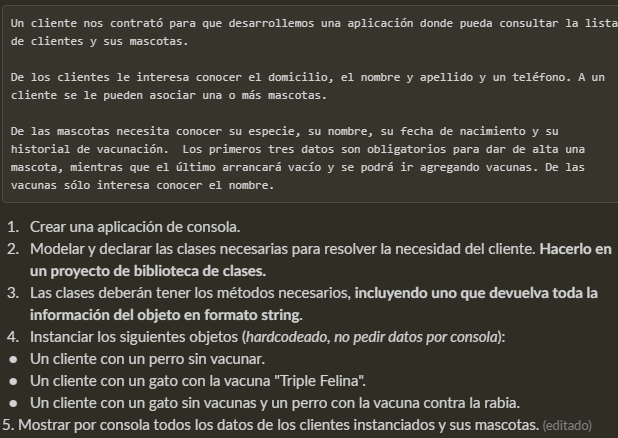 Un cliente nos contrató para que desarrollemos una aplicación donde pueda consultar la lista
de clientes y sus mascotas.
De los clientes le interesa conocer el domicilio, el nombre y apellido y un teléfono. A un
cliente se le pueden asociar una o más mascotas.
De las mascotas necesita conocer su especie, su nombre, su fecha de nacimiento y su
historial de vacunación.  Los primeros tres datos son obligatorios para dar de alta una
mascota, mientras que el último arrancará vacío y se podrá ir agregando vacunas. De las
vacunas sólo interesa conocer el nombre.
1. Crear una aplicación de consola.
2. Modelar y declarar las clases necesarias para resolver la necesidad del cliente. Hacerlo en
un proyecto de biblioteca de clases.
3. Las clases deberán tener los métodos necesarios, incluyendo uno que devuelva toda la
información del objeto en formato string.
4. Instanciar los siguientes objetos (hardcodeado, no pedir datos por consola):
● Un cliente con un perro sin vacunar.
● Un cliente con un gato con la vacuna "Triple Felina".
● Un cliente con un gato sin vacunas y un perro con la vacuna contra la rabia.
5. Mostrar por consola todos los datos de los clientes instanciados y sus mascotas. (editado)